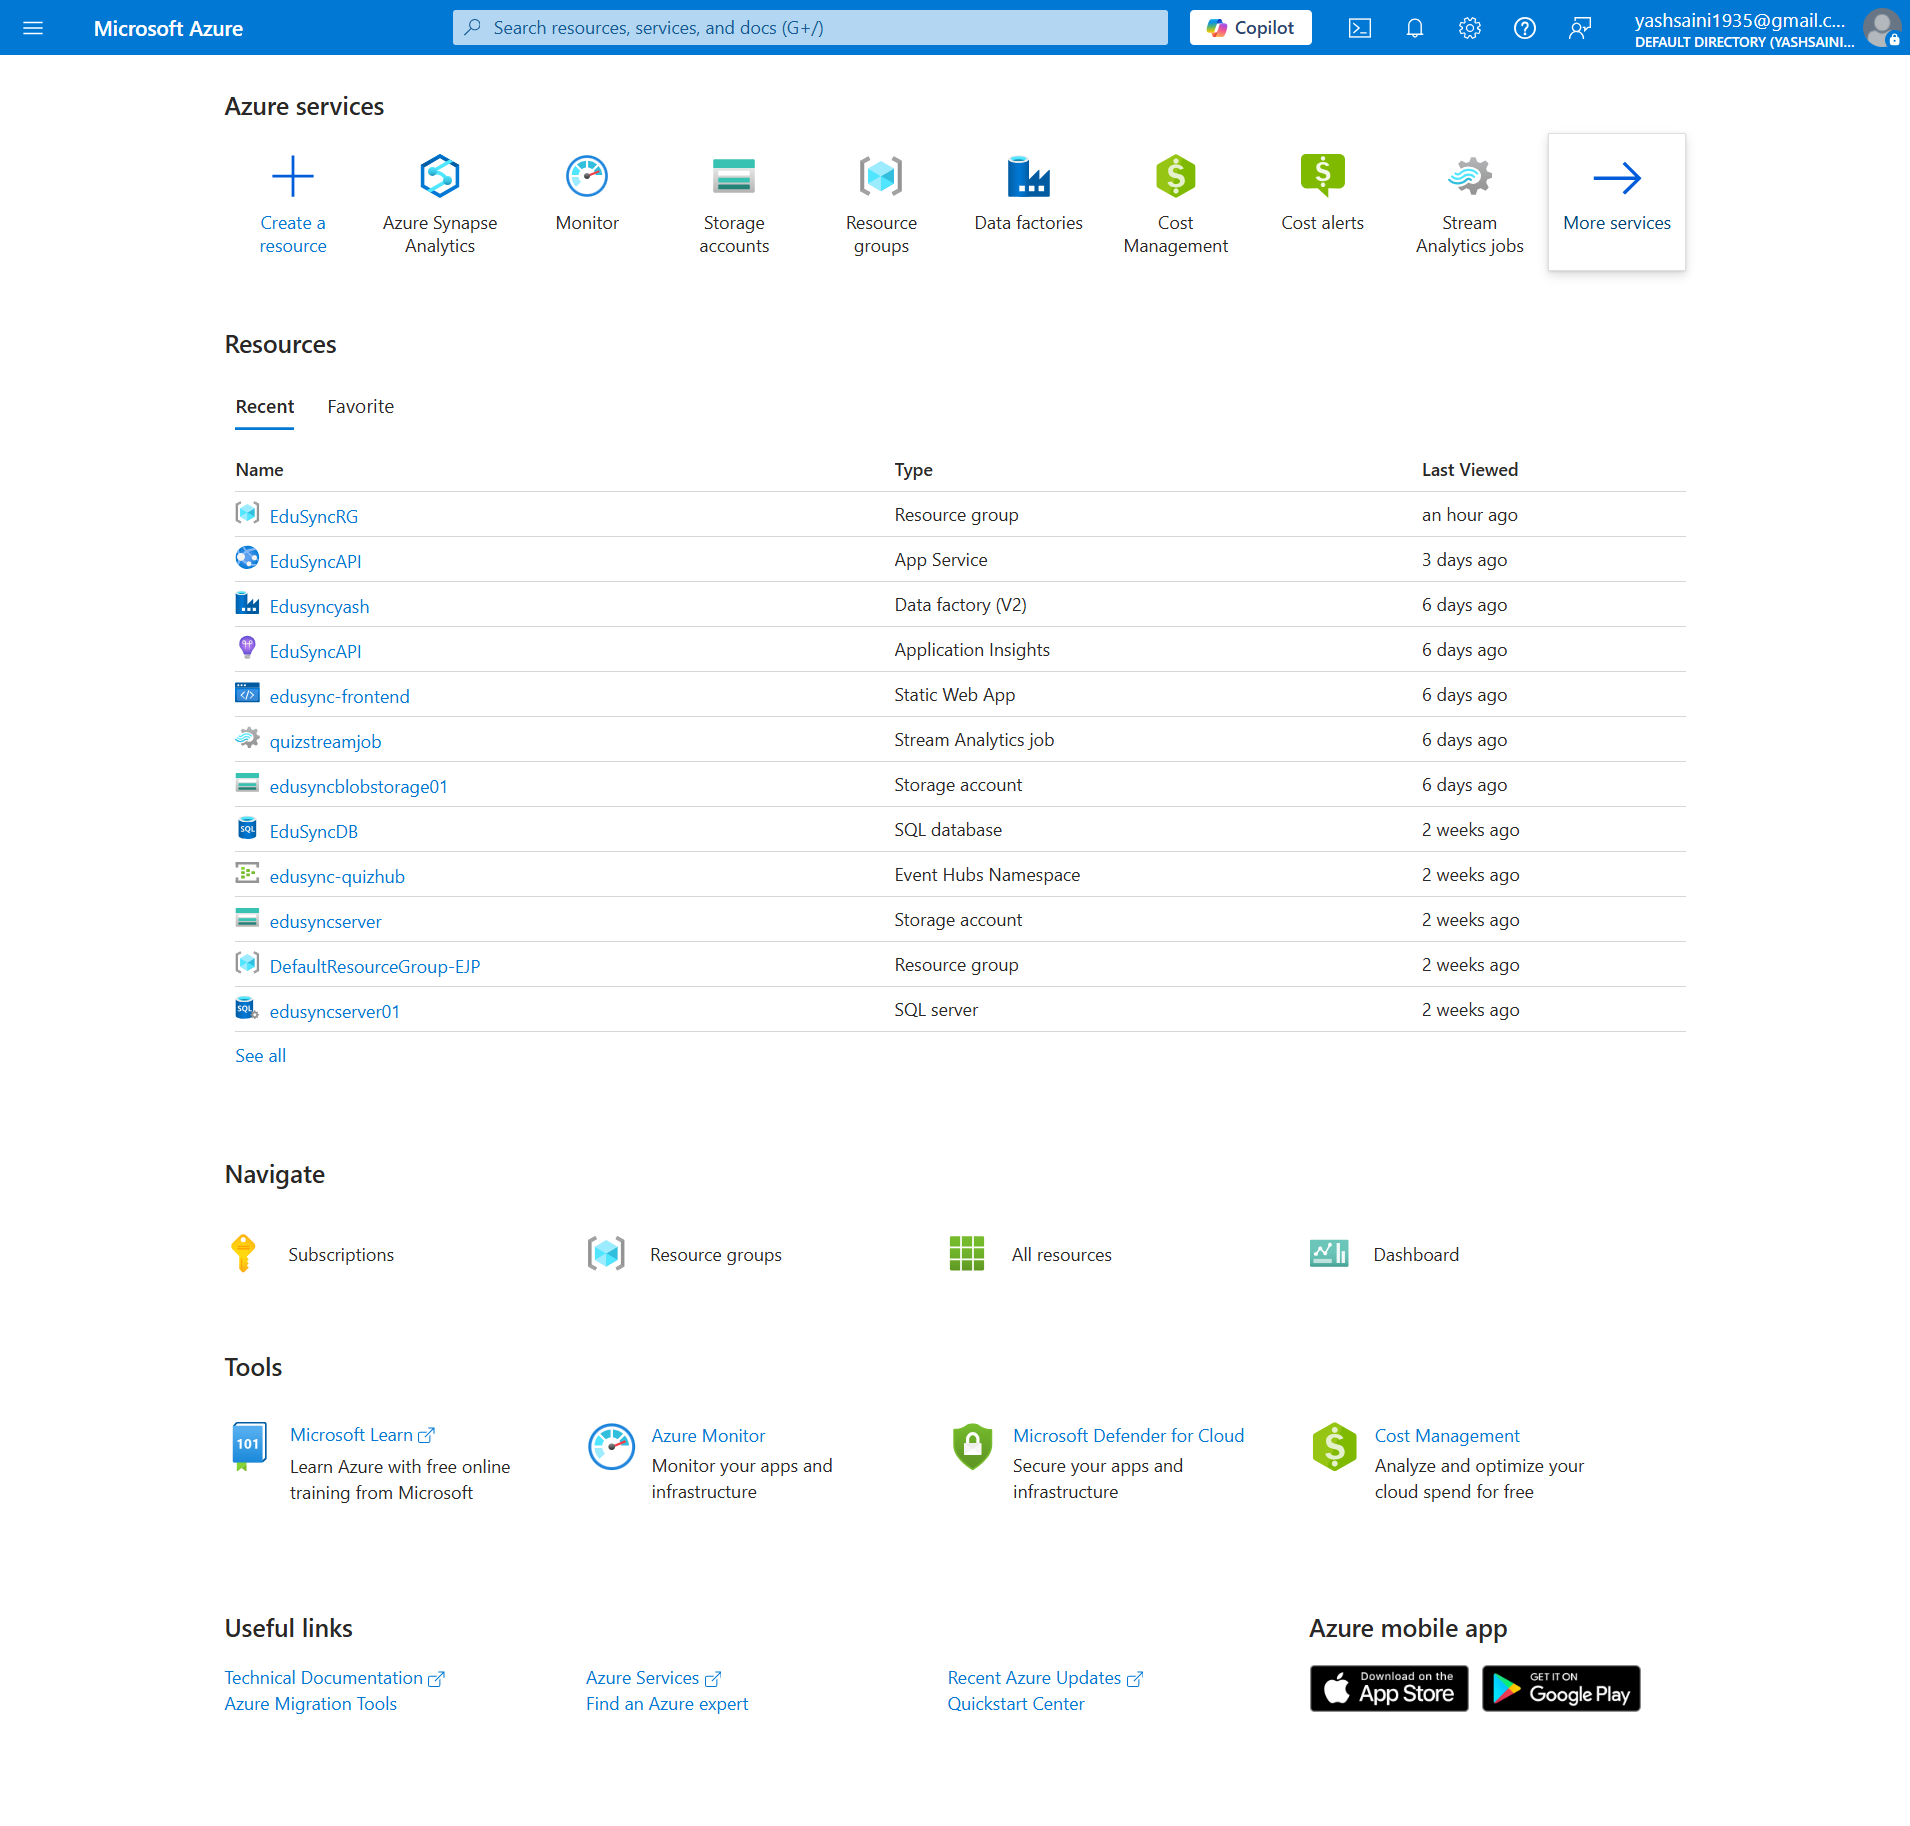 Microsoft Azure
Search resources, services, and docs (G+/)
Copilot
yashsaini1935@gmail.c...
DEFAULT DIRECTORY (YASHSAINI...
Azure services
Create a
resource
Azure Synapse
Analytics
Monitor
Storage
accounts
Resource
groups
Data factories
Cost
Management
Cost alerts
Stream
Analytics jobs
More services
Resources
Recent Favorite
Name Type Last Viewed
EduSyncRG Resource group an hour ago
EduSyncAPI App Service 3 days ago
Edusyncyash Data factory (V2) 6 days ago
EduSyncAPI Application Insights 6 days ago
edusync-frontend Static Web App 6 days ago
quizstreamjob Stream Analytics job 6 days ago
edusyncblobstorage01 Storage account 6 days ago
SQL EduSyncDB SQL database 2 weeks ago
edusync-quizhub Event Hubs Namespace 2 weeks ago
edusyncserver Storage account 2 weeks ago
DefaultResourceGroup-EJP Resource group 2 weeks ago
SQL edusyncserver01 SQL server 2 weeks ago
See all
Navigate
Subscriptions Resource groups All resources Dashboard
Tools
101
Microsoft Learn
Learn Azure with free online
training from Microsoft
Azure Monitor
Monitor your apps and
infrastructure
Microsoft Defender for Cloud
Secure your apps and
infrastructure
Cost Management
Analyze and optimize your
cloud spend for free
Useful links
Technical Documentation Azure Services Recent Azure Updates
Azure Migration Tools Find an Azure expert Quickstart Center
Azure mobile app
Download on the
App Store
GET IT ON
Google Play